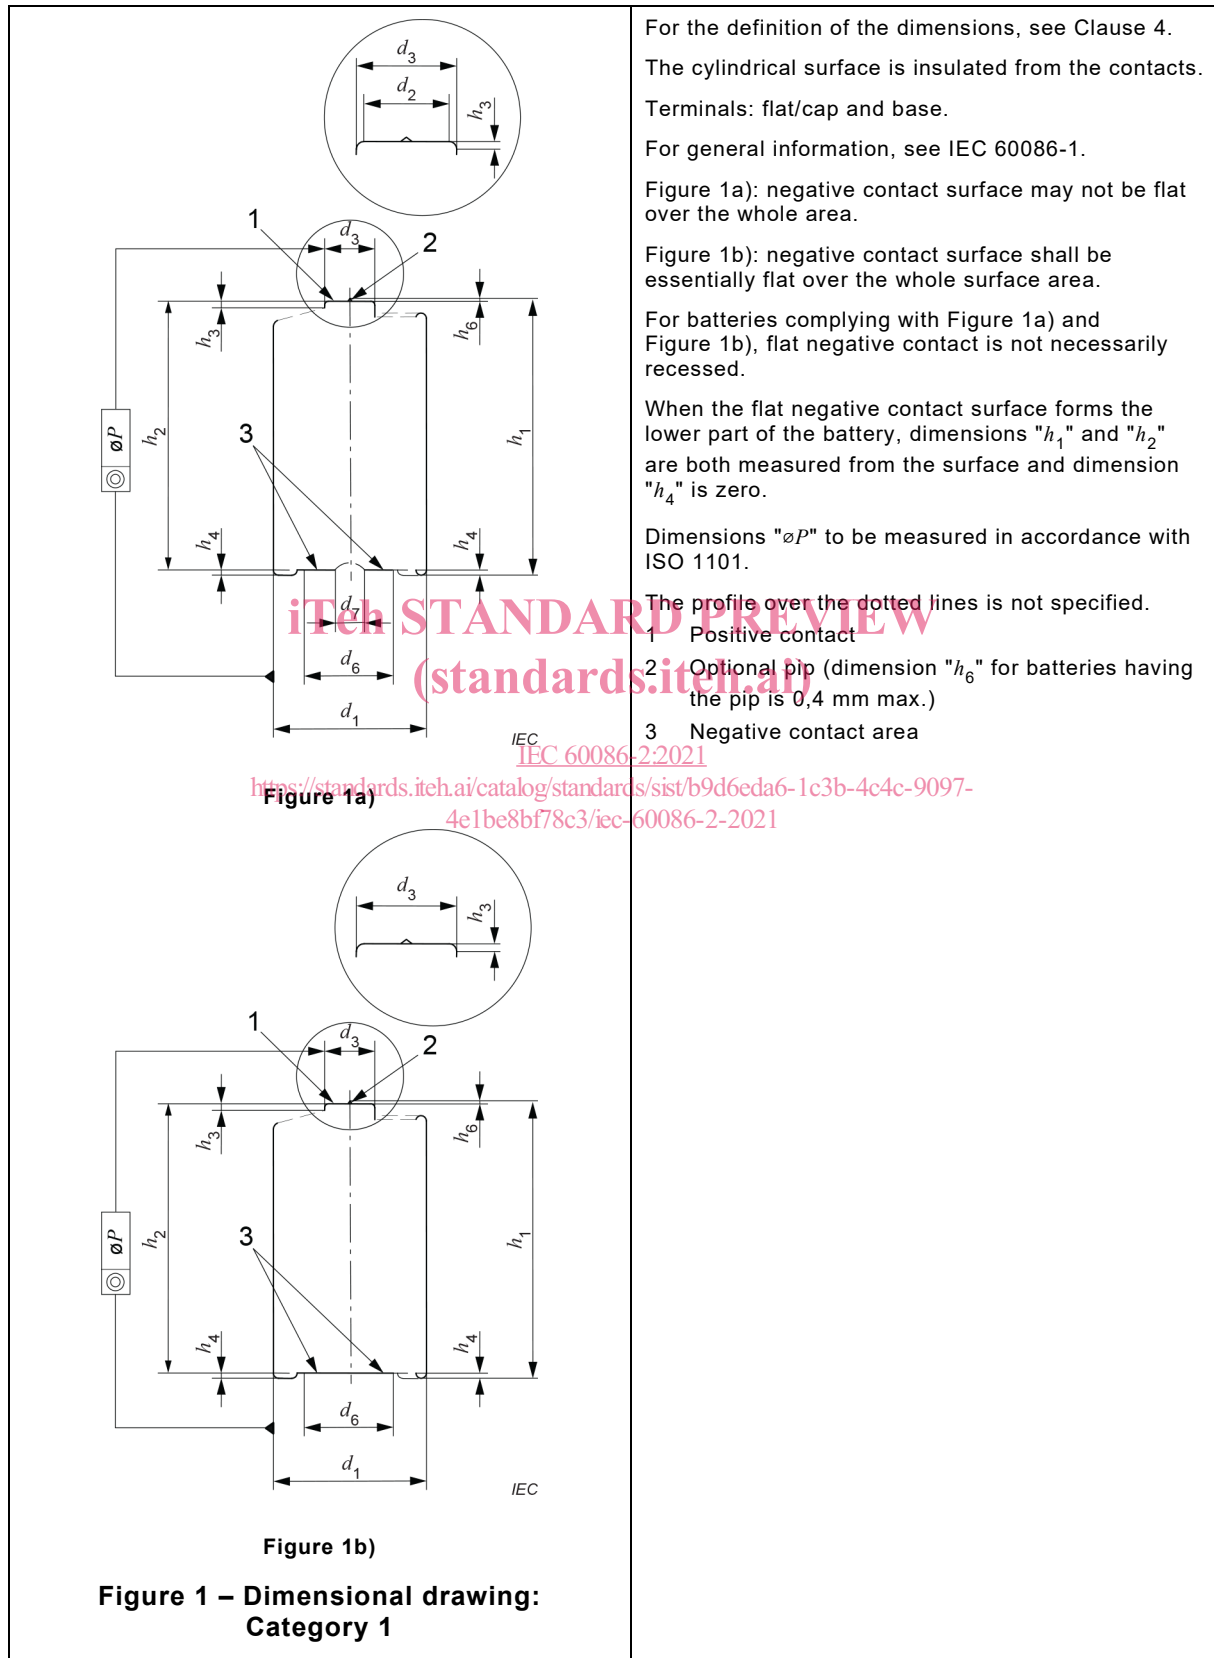 d3
d2
h3
1
d3
2
h3
h6
øP
h2
3
h1
h4
h4
d7
d6
d1
IEC
Figure 1a)
d3
h3
1
d3
2
h3
h6
øP
h2
3
h1
h4
h4
d6
d1
IEC
Figure 1b)
Figure 1 – Dimensional drawing:
Category 1
For the definition of the dimensions, see Clause 4.
The cylindrical surface is insulated from the contacts.
Terminals: flat/cap and base.
For general information, see IEC 60086-1.
Figure 1a): negative contact surface may not be flat
over the whole area.
Figure 1b): negative contact surface shall be
essentially flat over the whole surface area.
For batteries complying with Figure 1a) and
Figure 1b), flat negative contact is not necessarily
recessed.
When the flat negative contact surface forms the
lower part of the battery, dimensions "h1" and "h2"
are both measured from the surface and dimension
"h4" is zero.
Dimensions "⌀P" to be measured in accordance with
ISO 1101.
The profile over the dotted lines is not specified.
1 Positive contact
2 Optional pip (dimension "h6" for batteries having
the pip is 0,4 mm max.)
3 Negative contact area
iTeh STANDARD PREVIEW
(standards.iteh.ai)
IEC 60086-2:2021
https://standards.iteh.ai/catalog/standards/sist/b9d6eda6-1c3b-4c4c-9097-
4e1be8bf78c3/iec-60086-2-2021